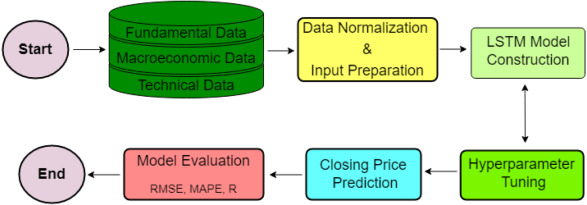 Start
Fundamental Data
Macroeconomic Data
Technical Data
Data Normalization
&
Input Preparation
LSTM Model
Construction
Hyperparameter
Tuning
Closing Price
Prediction
Model Evaluation
RMSE, MAPE, R
End